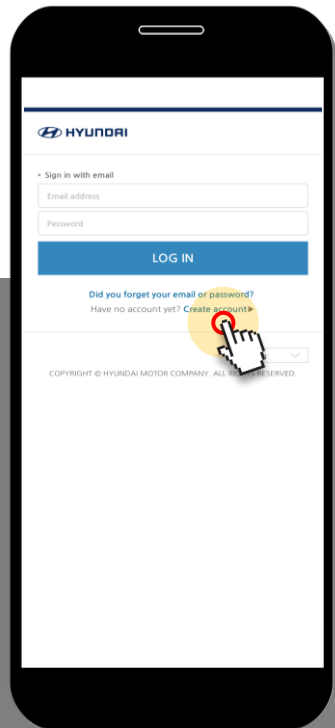 HYUNDAI
• Sign in with email
Email address
Password
LOG IN
Did you forget your email or password?
Have no account yet? Create account▶
COPYRIGHT © HYUNDAI MOTOR COMPANY. ALL RIGHTS RESERVED.